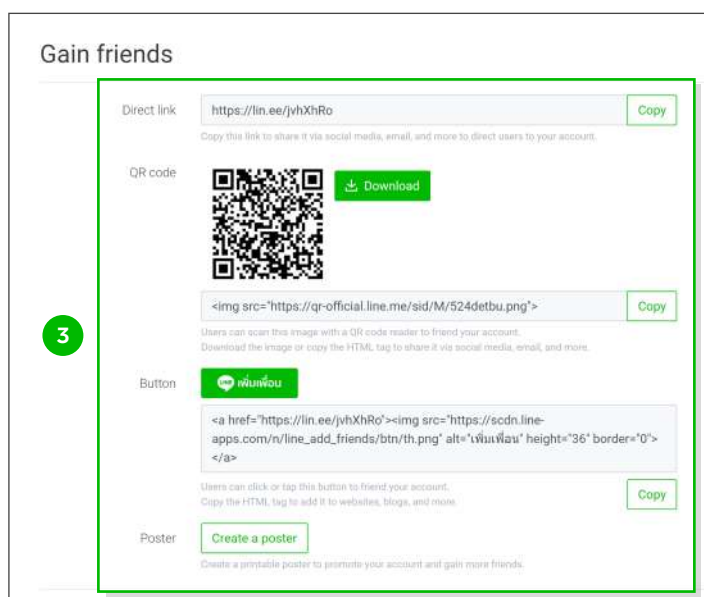 Gain friends
Direct link
https://lin.ee/jvhXhRo
Copy
Copy this link to share it via social media, email, and more to direct users to your account.
QR code
Download
<img src="https://qr-official.line.me/sid/M/524detbu.png">
Copy
Users can scan this image with a QR code reader to friend your account.
Download the image or copy the HTML tag to share it via social media, email, and more.
3
Button
LINE เพิ่มเพื่อน
<a href="https://lin.ee/jvhXhRo"><img src="https://scdn.line-
apps.com/n/line_add_friends/btn/th.png" alt="เพิ่มเพื่อน" height="36" border="0">
</a>
Users can click or tap this button to friend your account.
Copy the HTML tag to add it to websites, blogs, and more.
Copy
Poster
Create a poster
Create a printable poster to promote your account and gain more friends.